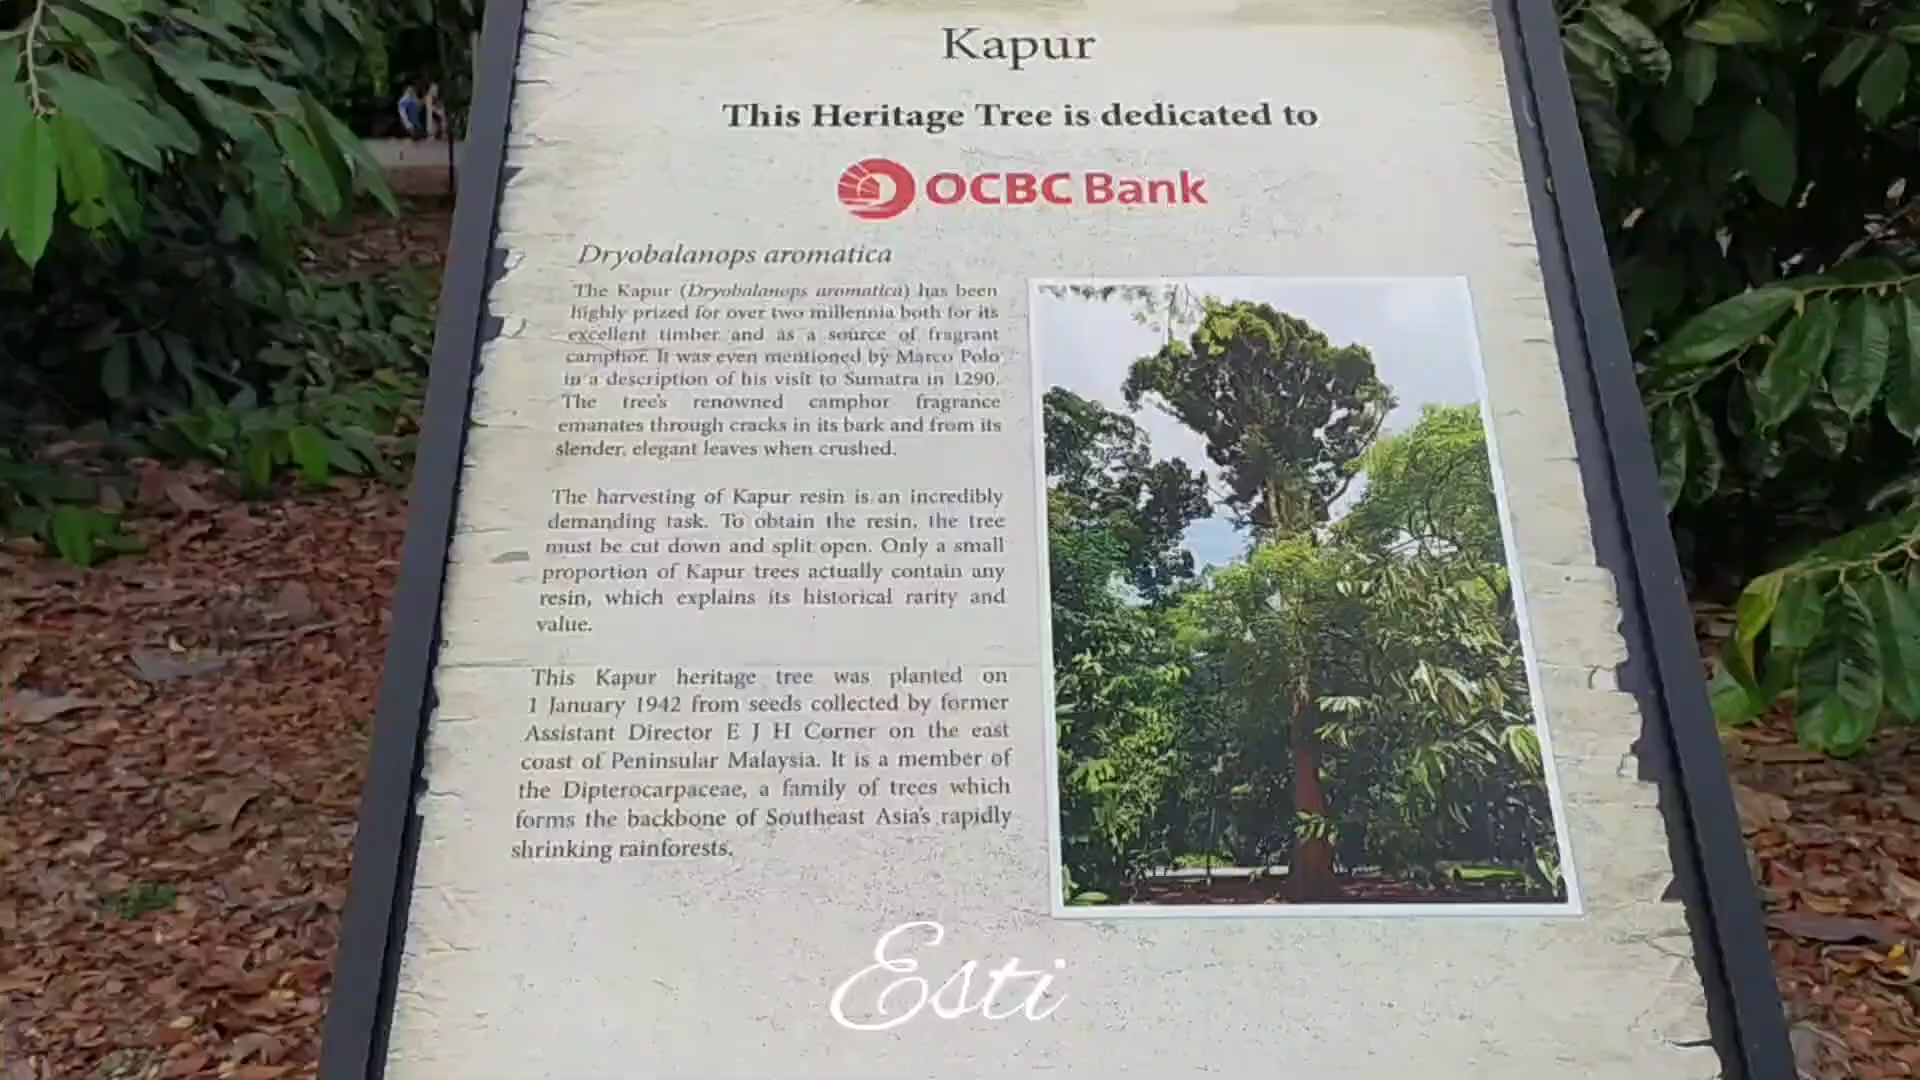 Kapur
This Heritage Tree is dedicated to
OCBC Bank
Dryobalanops aromatica
The Kapur (Dryobalanops aromatica) has been
highly prized for over two millennia both for its
excellent timber and as a source of fragrant
camphor. It was even mentioned by Marco Polo
in a description of his visit to Sumatra in 1290.
The tree's renowned camphor fragrance
emanates through cracks in its bark and from its
slender, elegant leaves when crushed.
The harvesting of Kapur resin is an incredibly
demanding task. To obtain the resin, the tree
must be cut down and split open. Only a small
proportion of Kapur trees actually contain any
resin, which explains its historical rarity and
value.
This Kapur heritage tree was planted on
1 January 1942 from seeds collected by former
Assistant Director E J H Corner on the east
coast of Peninsular Malaysia. It is a member of
the Dipterocarpaceae, a family of trees which
forms the backbone of Southeast Asia's rapidly
shrinking rainforests.
Esti